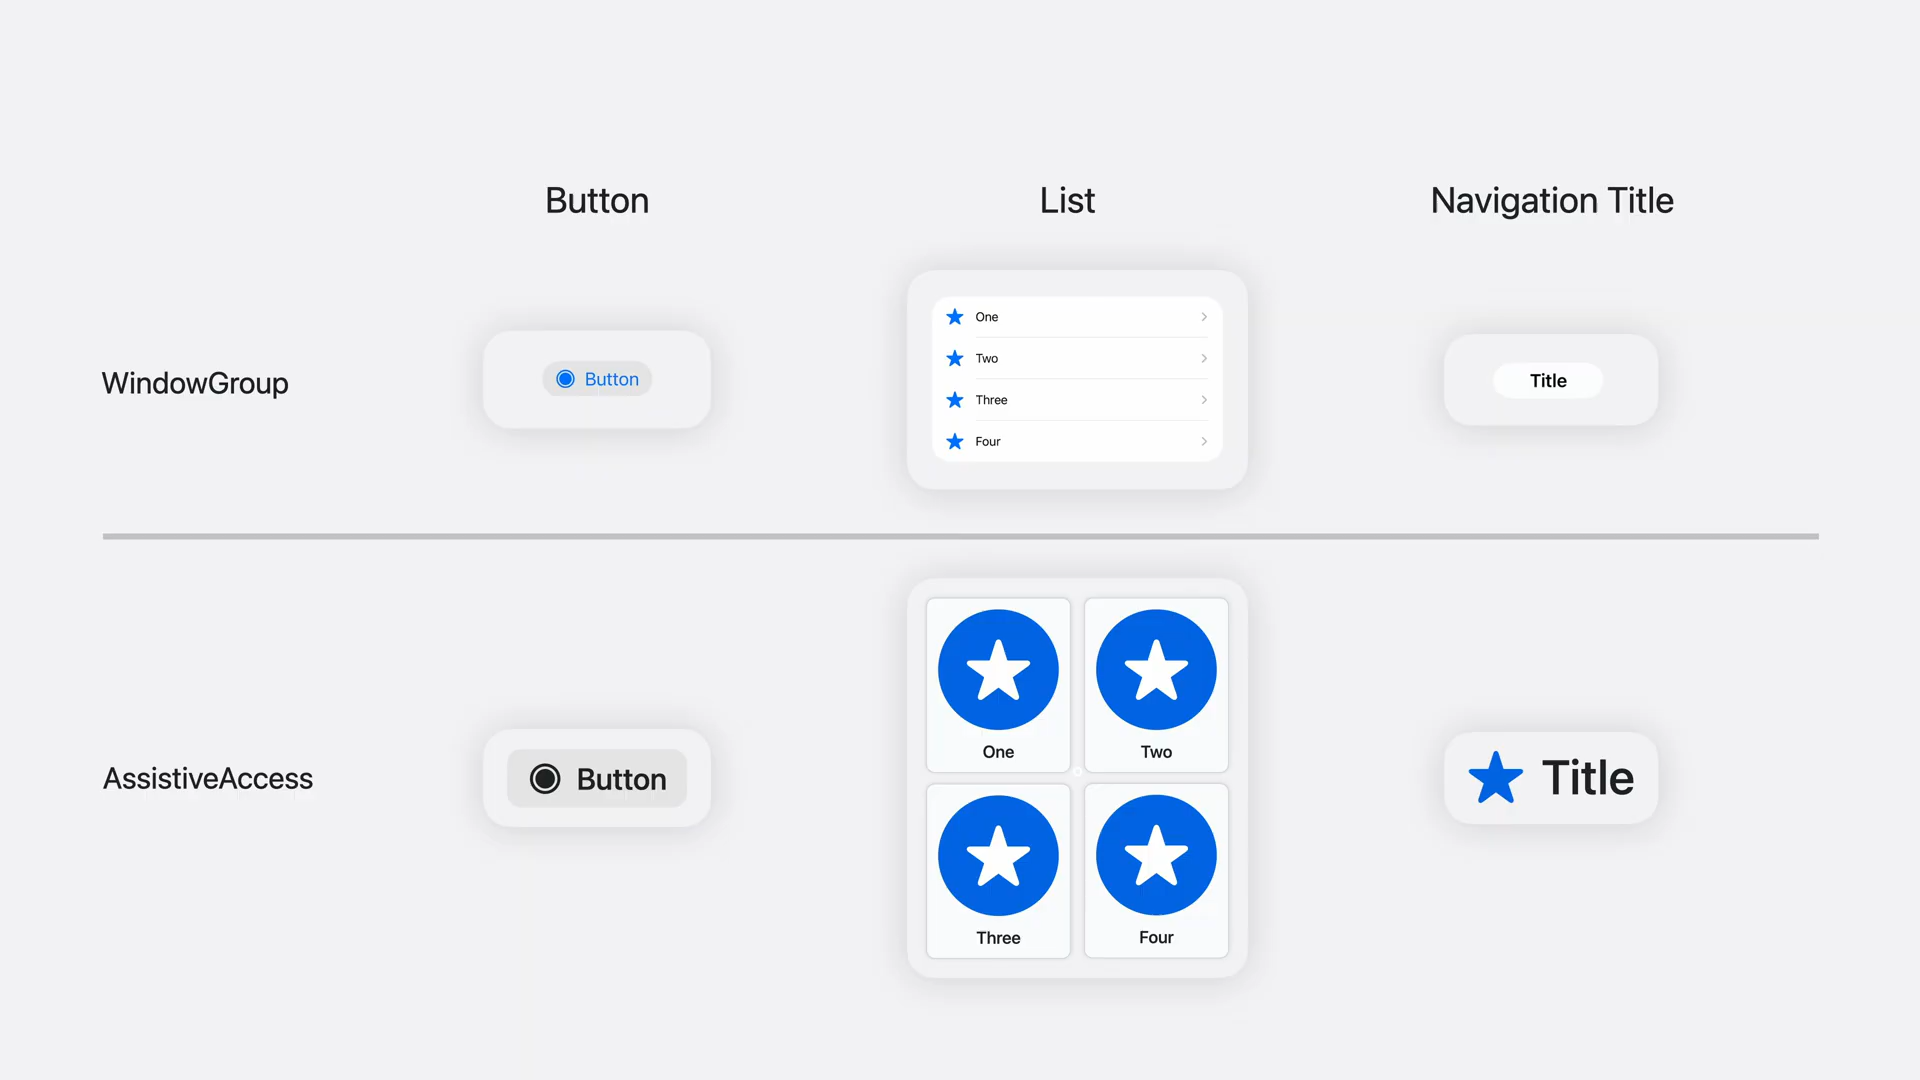 Button
List
Navigation Title
WindowGroup
Button
One
Two
Three
Four
Title
AssistiveAccess
Button
One
Two
Three
Four
Title